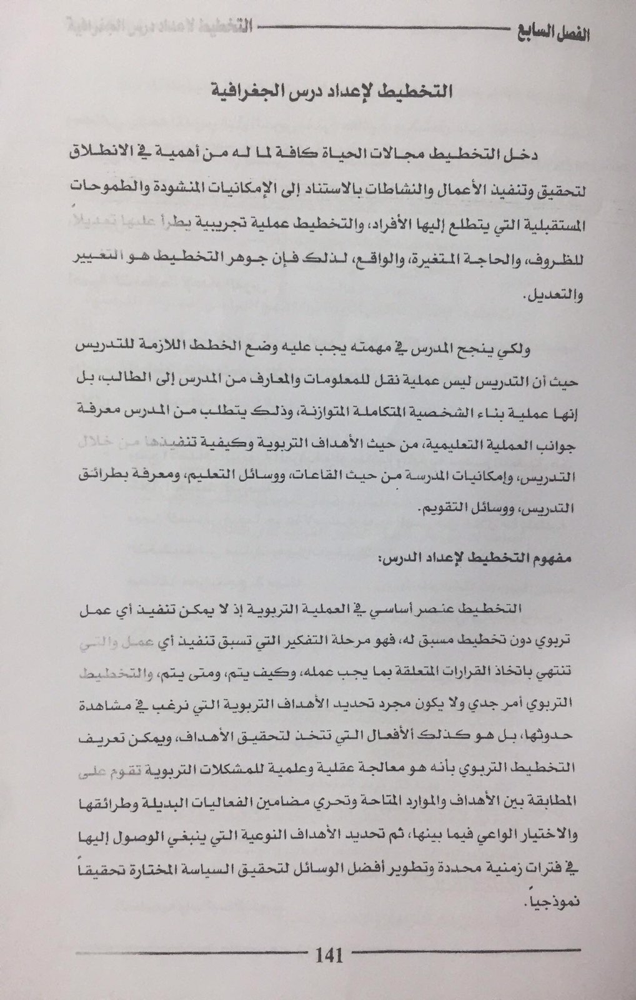 الفصل السابع
التخطيط لاعداد درس الجغرافية
التخطيط لإعداد درس الجغرافية
دخل التخطيط مجالات الحياة كافة لما له من أهمية في الانطلاق
لتحقيق وتنفيذ الأعمال والنشاطات بالاستناد إلى الإمكانيات المنشودة والطموحات
المستقبلية التي يتطلع إليها الأفراد، والتخطيط عملية تجريبية يطرأ عليها تعديلاً
للظروف، والحاجة المتغيرة، والواقع، لذلك فإن جوهر التخطيط هو التغيير
والتعديل.
ولكي ينجح المدرس في مهمته يجب عليه وضع الخطط اللازمة للتدريس
حيث أن التدريس ليس عملية نقل للمعلومات والمعارف من المدرس إلى الطالب، بل
إنها عملية بناء الشخصية المتكاملة المتوازنة، وذلك يتطلب من المدرس معرفة
جوانب العملية التعليمية، من حيث الأهداف التربوية وكيفية تنفيذها من خلال
التدريس، وإمكانيات المدرسة من حيث القاعات، ووسائل التعليم، ومعرفة بطرائق
التدريس، ووسائل التقويم.
مفهوم التخطيط لإعداد الدرس:
التخطيط عنصر أساسي في العملية التربوية إذ لا يمكن تنفيذ أي عمل
تربوي دون تخطيط مسبق له، فهو مرحلة التفكير التي تسبق تنفيذ أي عمل والتي
تنتهي باتخاذ القرارات المتعلقة بما يجب عمله، وكيف يتم، ومتى يتم، والتخطيط
التربوي أمر جدي ولا يكون مجرد تحديد الأهداف التربوية التي نرغب في مشاهدة
حدوثها، بل هو كذلك ألأفعال التي تتخذ لتحقيق الأهداف، ويمكن تعريف
التخطيط التربوي بأنه هو معالجة عقلية وعلمية للمشكلات التربوية تقوم على
المطابقة بين الأهداف والموارد المتاحة وتحري مضامين الفعاليات البديلة وطرائقها
والاختيار الواعي فيما بينها، ثم تحديد الأهداف النوعية التي ينبغي الوصول إليها
في فترات زمنية محددة وتطوير أفضل الوسائل لتحقيق السياسة المختارة تحقيقاً
نموذجياً.
141